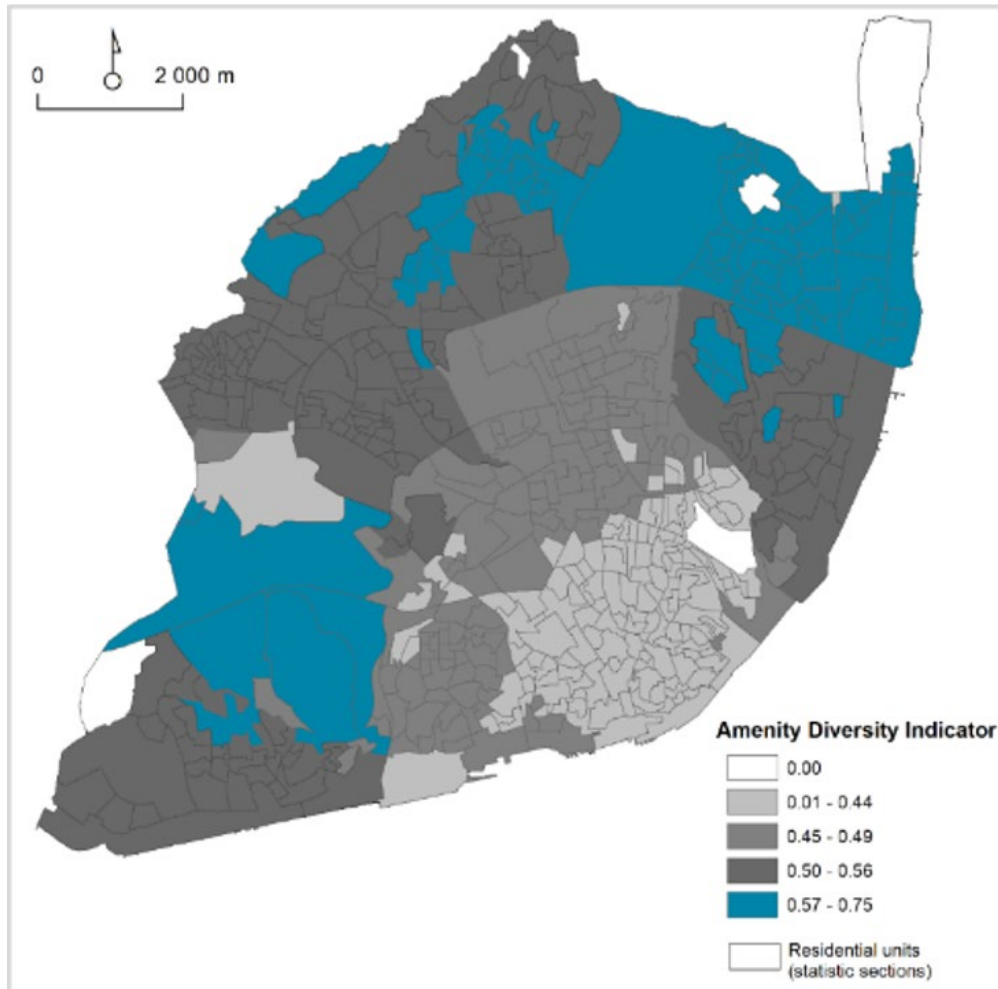 0 2 000 m
Amenity Diversity Indicator
0.00
0.01 - 0.44
0.45 - 0.49
0.50 - 0.56
0.57 - 0.75
Residential units
(statistic sections)